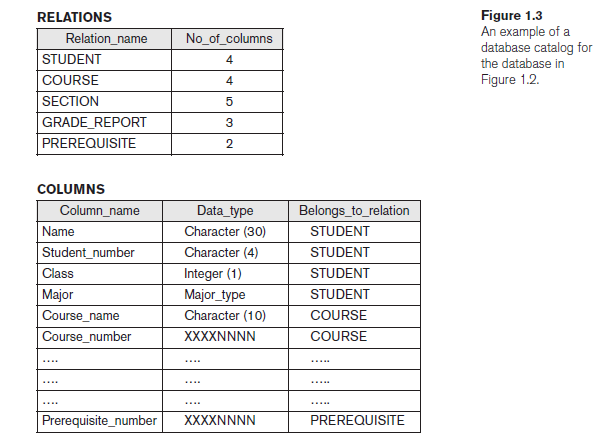 RELATIONS
Relation_name No_of_columns
STUDENT 4
COURSE 4
SECTION 5
GRADE_REPORT 3
PREREQUISITE 2
Figure 1.3
An example of a
database catalog for
the database in
Figure 1.2.
COLUMNS
Column_name Data_type Belongs_to_relation
Name Character (30) STUDENT
Student_number Character (4) STUDENT
Class Integer (1) STUDENT
Major Major_type STUDENT
Course_name Character (10) COURSE
Course_number XXXXNNNN COURSE
.... .... .....
.... .... .....
.... .... .....
Prerequisite_number XXXXNNNN PREREQUISITE